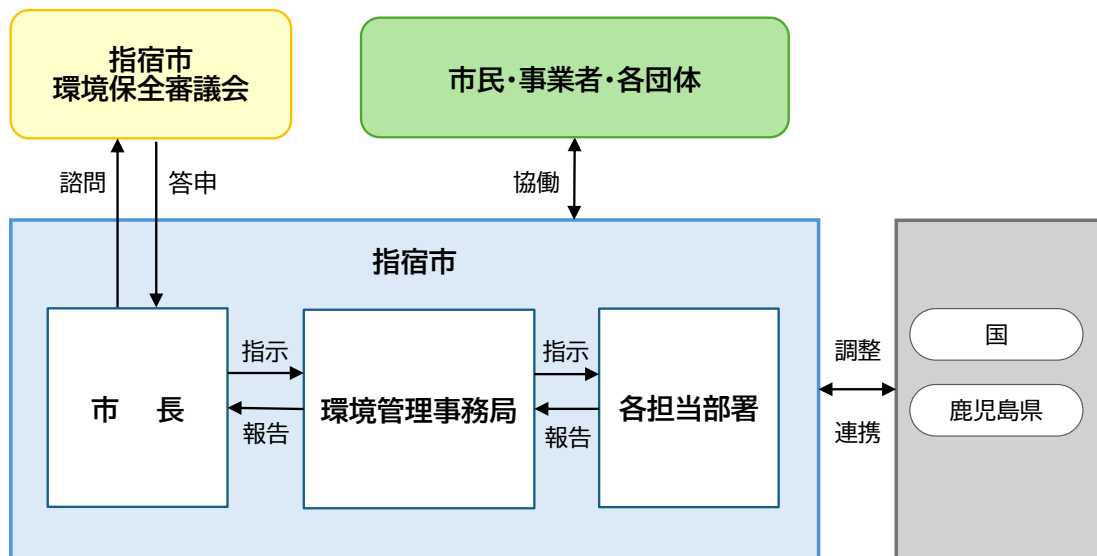 指宿市
環境保全審議会
市民・事業者・各団体
諮問
答申
協働
指宿市
市　長
指示
報告
環境管理事務局
指示
報告
各担当部署
調整
連携
国
鹿児島県